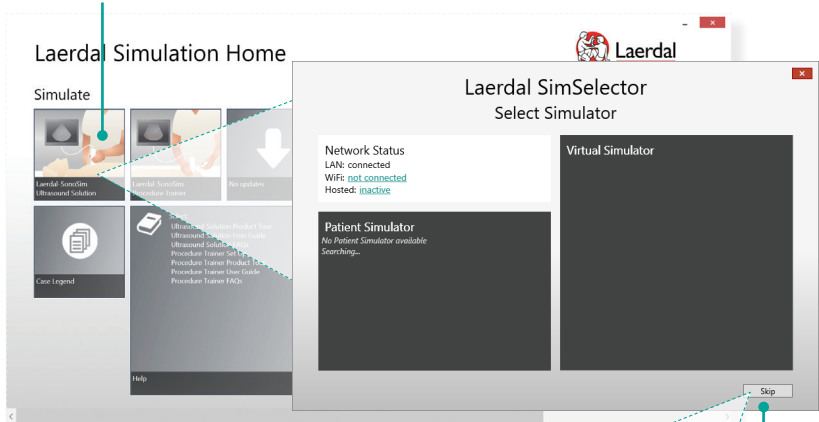 Laerdal Simulation Home
Laerdal
Simulate
Laerdal-SonoSim
Ultrasound Solution
Laerdal-SonoSim
Procedure Trainer
No updates
Case Legend
Ultrasound Solution Product Tour
Ultrasound Solution User Guide
Ultrasound Solution FAQs
Procedure Trainer Set Up
Procedure Trainer Product Tour
Procedure Trainer User Guide
Procedure Trainer FAQs
Help
Laerdal SimSelector
Select Simulator
Network Status
LAN: connected
WiFi: not connected
Hosted: inactive
Virtual Simulator
Patient Simulator
No Patient Simulator available
Searching...
Skip